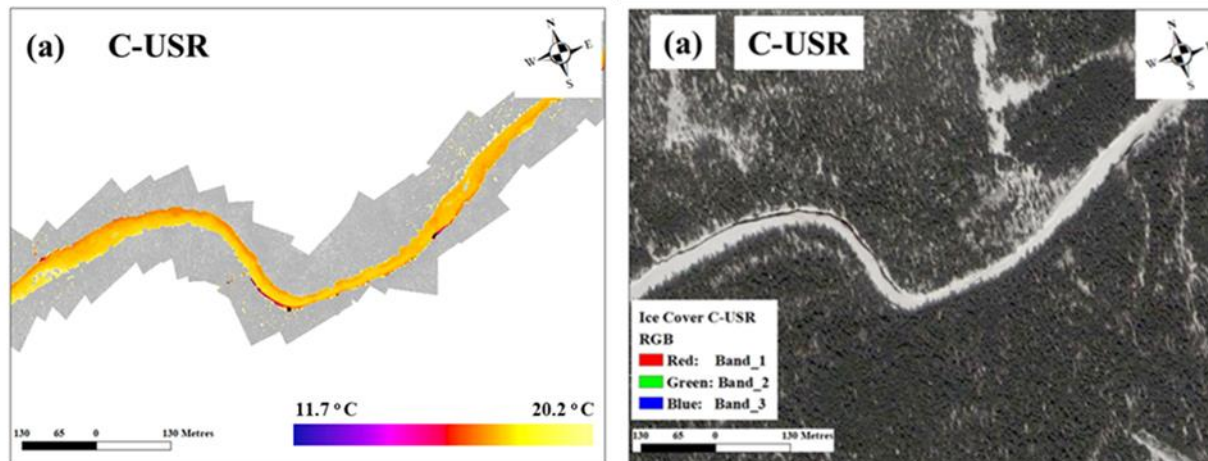 (a) C-USR
N
E
W
S
11.7 °C 20.2 °C
130 65 0 130 Metres
(a) C-USR
N
E
W
S
Ice Cover C-USR
RGB
Red: Band_1
Green: Band_2
Blue: Band_3
130 65 0 130 Metres